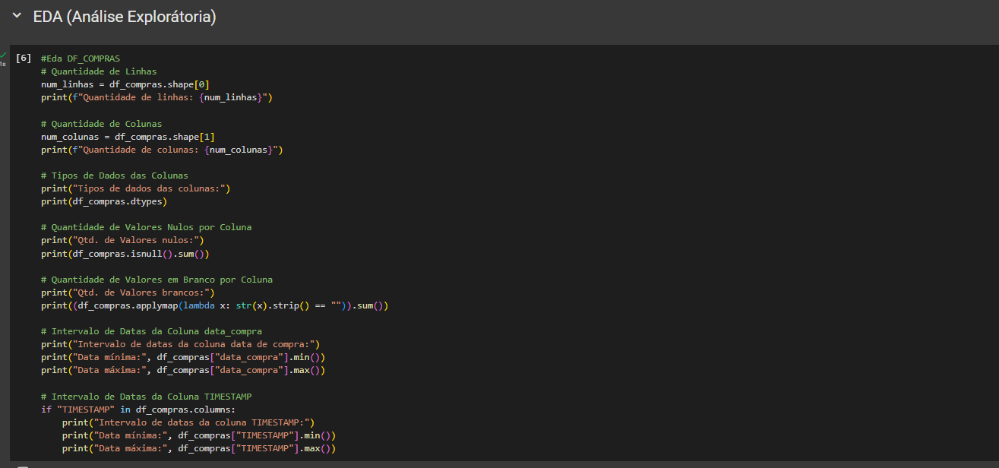 EDA (Análise Explorátoria)
[6] #Eda DF_COMPRAS
1s
# Quantidade de Linhas
num_linhas = df_compras.shape[0]
print(f"Quantidade de linhas: {num_linhas}")
# Quantidade de Colunas
num_colunas = df_compras.shape[1]
print(f"Quantidade de colunas: {num_colunas}")
# Tipos de Dados das Colunas
print("Tipos de dados das colunas:")
print(df_compras.dtypes)
# Quantidade de Valores Nulos por Coluna
print("Qtd. de Valores nulos:")
print(df_compras.isnull().sum())
# Quantidade de Valores em Branco por Coluna
print("Qtd. de Valores brancos:")
print((df_compras.applymap(lambda x: str(x).strip() == "")).sum())
# Intervalo de Datas da Coluna data_compra
print("Intervalo de datas da coluna data de compra:")
print("Data mínima:", df_compras["data_compra"].min())
print("Data máxima:", df_compras["data_compra"].max())
# Intervalo de Datas da Coluna TIMESTAMP
if "TIMESTAMP" in df_compras.columns:
    print("Intervalo de datas da coluna TIMESTAMP:")
    print("Data mínima:", df_compras["TIMESTAMP"].min())
    print("Data máxima:", df_compras["TIMESTAMP"].max())